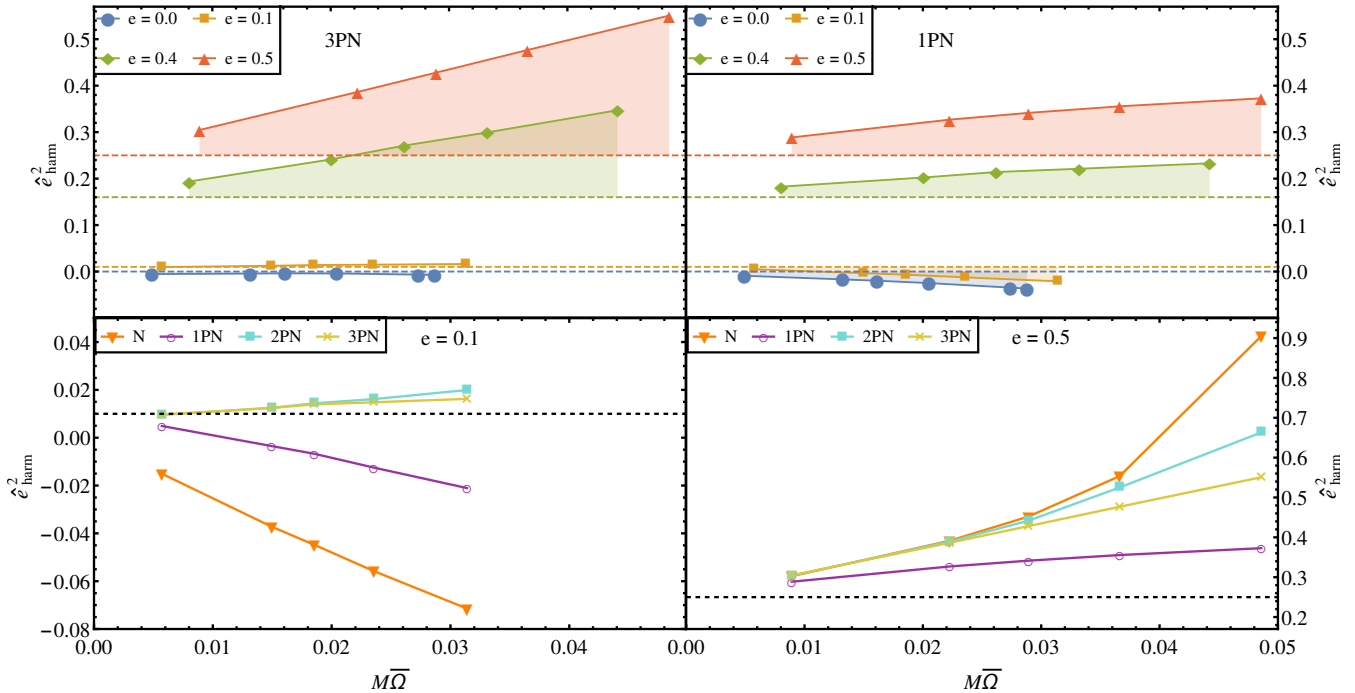 e = 0.0 e = 0.1
e = 0.4 e = 0.5
3PN
0.5
0.4
0.3
0.2
0.1
0.0
ê²harm
e = 0.0 e = 0.1
e = 0.4 e = 0.5
1PN
0.5
0.4
0.3
0.2
0.1
0.0
ê²harm
N 1PN 2PN 3PN
e = 0.1
0.04
0.02
0.00
−0.02
−0.04
−0.06
−0.08
ê²harm
0.00 0.01 0.02 0.03 0.04
MΩ̅
N 1PN 2PN 3PN
e = 0.5
0.9
0.8
0.7
0.6
0.5
0.4
0.3
0.2
ê²harm
0.00 0.01 0.02 0.03 0.04 0.05
MΩ̅